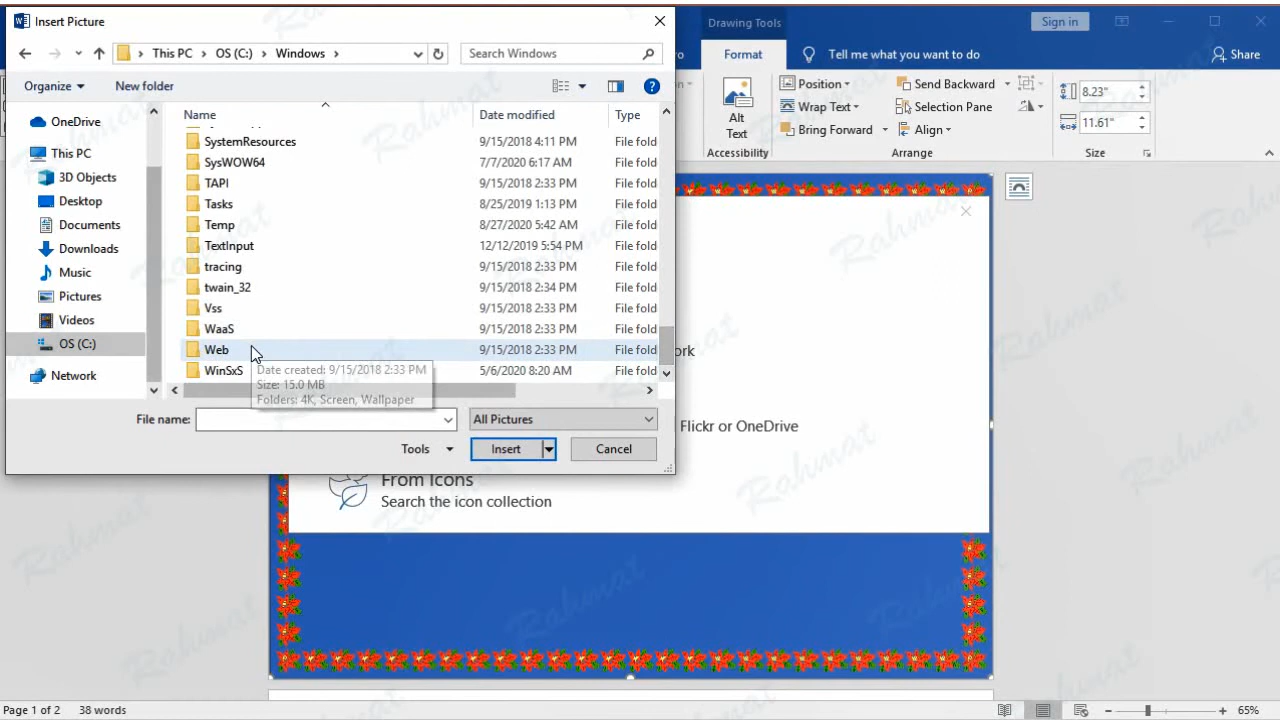 Insert Picture
This PC > OS (C:) > Windows >
Search Windows
Organize
New folder
Name
Date modified
Type
SystemResources 9/15/2018 4:11 PM File fold
SysWOW64 7/7/2020 6:17 AM File fold
TAPI 9/15/2018 2:33 PM File fold
Tasks 8/25/2019 1:13 PM File fold
Temp 8/27/2020 5:42 AM File fold
TextInput 12/12/2019 5:54 PM File fold
tracing 9/15/2018 2:33 PM File fold
twain_32 9/15/2018 2:34 PM File fold
Vss 9/15/2018 2:33 PM File fold
WaaS 9/15/2018 2:33 PM File fold
Web 9/15/2018 2:33 PM File fold
WinSxS 5/6/2020 8:20 AM File fold
Date created: 9/15/2018 2:33 PM
Size: 15.0 MB
Folders: 4K, Screen, Wallpaper
OneDrive
This PC
3D Objects
Desktop
Documents
Downloads
Music
Pictures
Videos
OS (C:)
Network
File name:
All Pictures
Tools
Insert
Cancel
Drawing Tools
Sign in
ro
Format
Tell me what you want to do
Share
Alt
Text
Accessibility
Position
Wrap Text
Bring Forward
Send Backward
Selection Pane
Align
Arrange
8.23"
11.61"
Size
ork
Flickr or OneDrive
From Icons
Search the icon collection
Page 1 of 2
38 words
65%
Rahmat
Rahmat
Rahmat
Rahmat
Rahmat
Rahmat
Rahmat